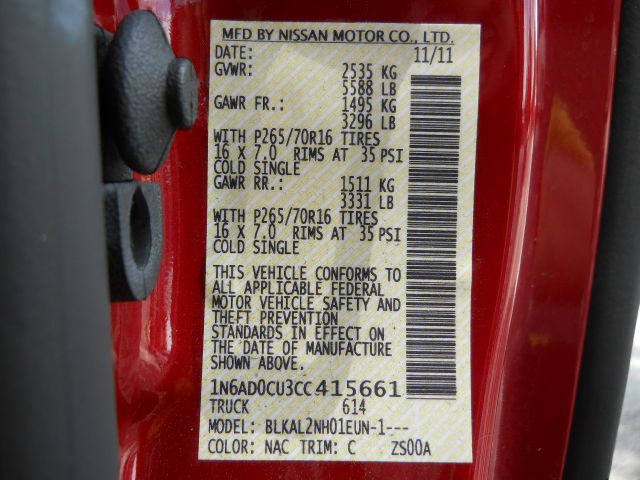 MFD BY NISSAN MOTOR CO., LTD.
DATE: 11/11
GVWR: 2535 KG
5588 LB
GAWR FR.: 1495 KG
3296 LB
WITH P265/70R16 TIRES
16 X 7.0 RIMS AT 35 PSI
COLD SINGLE
GAWR RR.: 1511 KG
3331 LB
WITH P265/70R16 TIRES
16 X 7.0 RIMS AT 35 PSI
COLD SINGLE
THIS VEHICLE CONFORMS TO
ALL APPLICABLE FEDERAL
MOTOR VEHICLE SAFETY AND
THEFT PREVENTION
STANDARDS IN EFFECT ON
THE DATE OF MANUFACTURE
SHOWN ABOVE.
1N6AD0CU3CC415661
TRUCK 614
MODEL: BLKAL2NH01EUN-1---
COLOR: NAC TRIM: C ZS00A